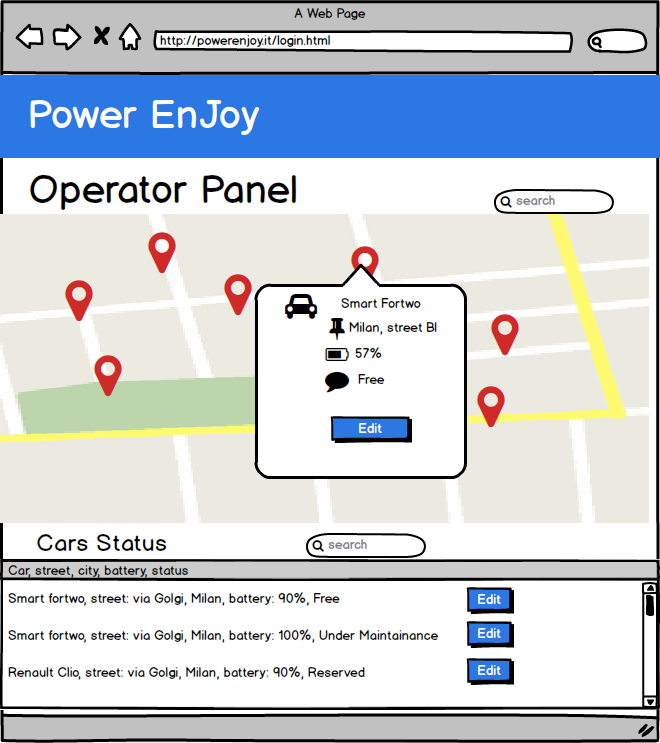 A Web Page
http://powerenjoy.it/login.html
Power EnJoy
Operator Panel
search
Smart Fortwo
Milan, street Bl
57%
Free
Edit
Cars Status
search
Car, street, city, battery, status
Smart fortwo, street: via Golgi, Milan, battery: 90%, Free
Edit
Smart fortwo, street: via Golgi, Milan, battery: 100%, Under Maintainance
Edit
Renault Clio, street: via Golgi, Milan, battery: 90%, Reserved
Edit